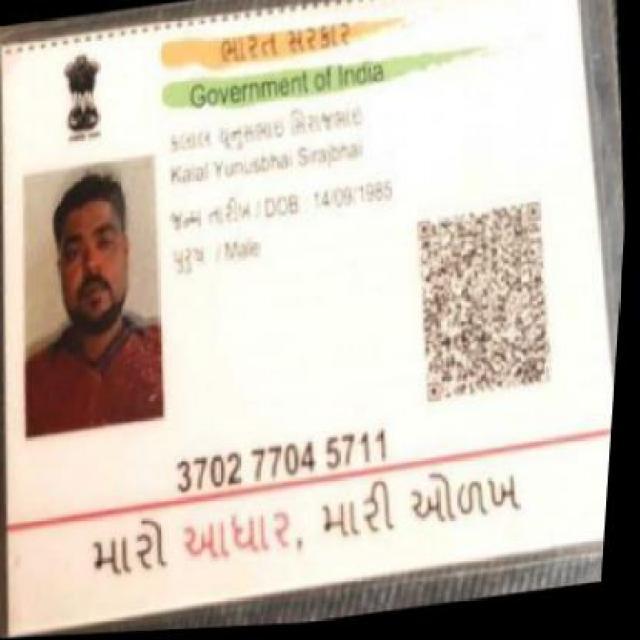 ભારત સરકાર
Government of India
કલાલ યુનુસભાઇ સિરાજભાઇ
Kalal Yunusbhai Sirajbhai
જન્મ તારીખ / DOB : 14/09/1985
પુરુષ / Male
3702 7704 5711
મારો આધાર, મારી ઓળખ